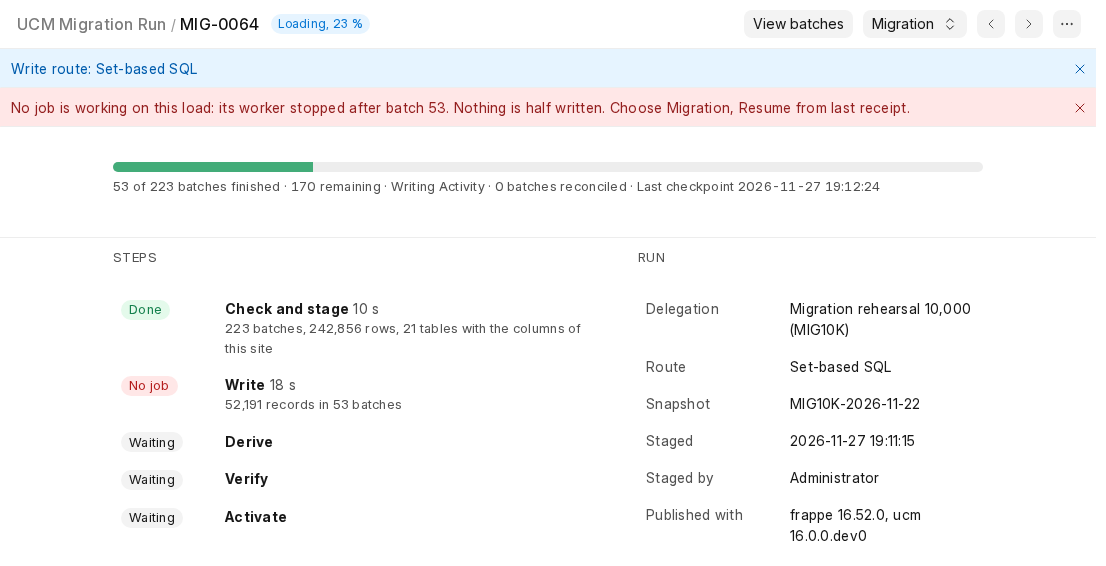 UCM Migration Run / MIG-0064 Loading, 23 % View batches Migration
Write route: Set-based SQL
No job is working on this load: its worker stopped after batch 53. Nothing is half written. Choose Migration, Resume from last receipt.
53 of 223 batches finished · 170 remaining · Writing Activity · 0 batches reconciled · Last checkpoint 2026-11-27 19:12:24
STEPS
Done Check and stage 10 s
223 batches, 242,856 rows, 21 tables with the columns of
this site
No job Write 18 s
52,191 records in 53 batches
Waiting Derive
Waiting Verify
Waiting Activate
RUN
Delegation Migration rehearsal 10,000
(MIG10K)
Route Set-based SQL
Snapshot MIG10K-2026-11-22
Staged 2026-11-27 19:11:15
Staged by Administrator
Published with frappe 16.52.0, ucm
16.0.0.dev0